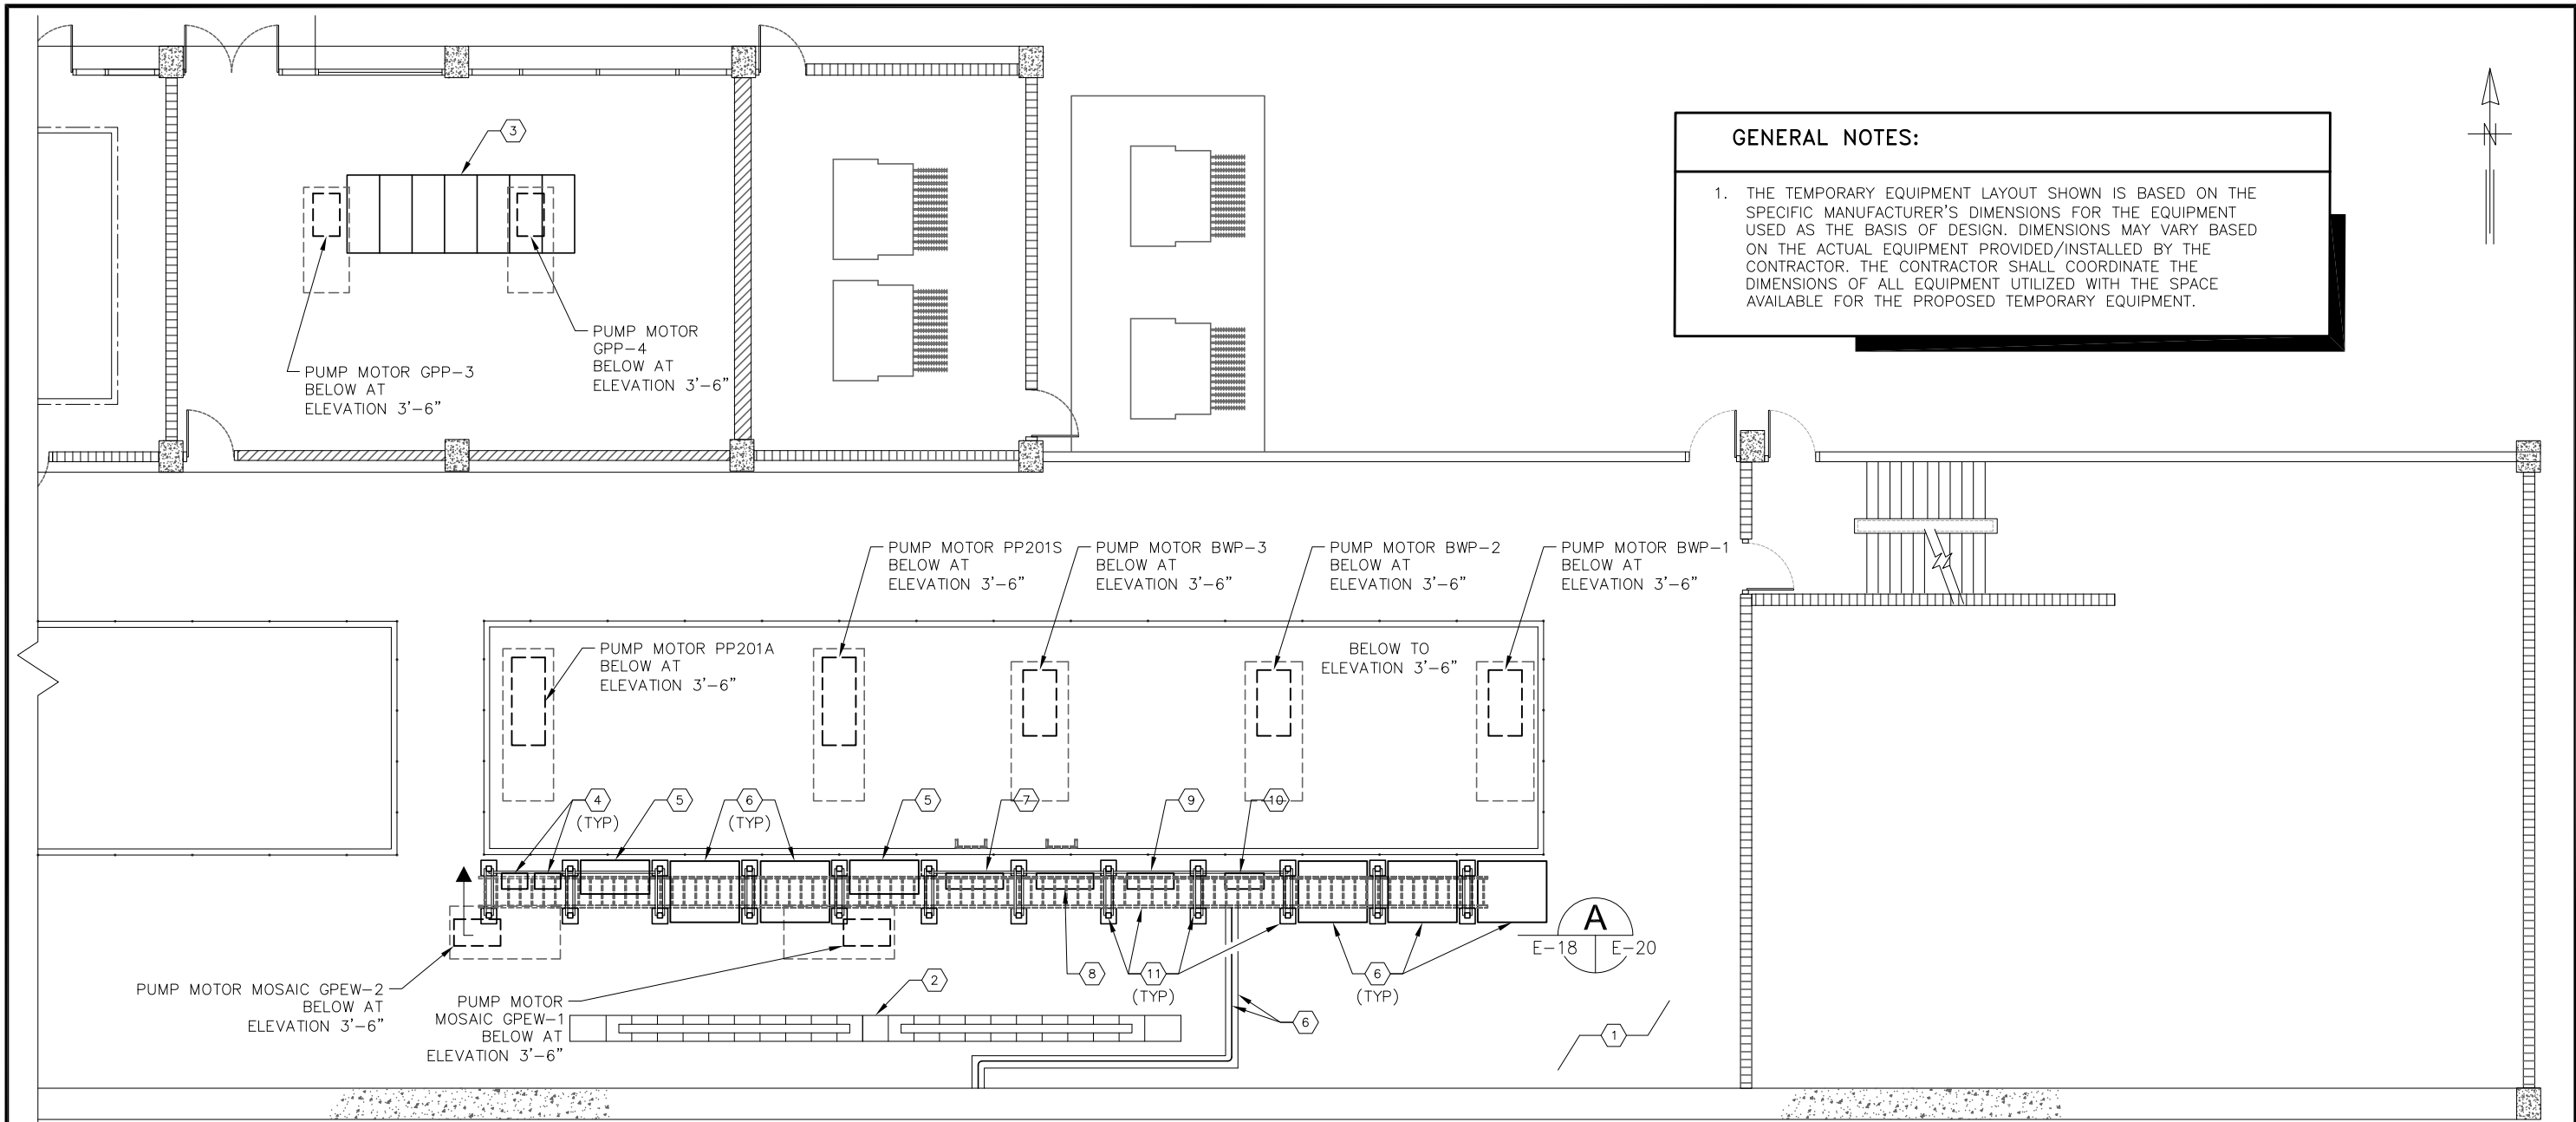 GENERAL NOTES:
1. THE TEMPORARY EQUIPMENT LAYOUT SHOWN IS BASED ON THE
SPECIFIC MANUFACTURER'S DIMENSIONS FOR THE EQUIPMENT
USED AS THE BASIS OF DESIGN. DIMENSIONS MAY VARY BASED
ON THE ACTUAL EQUIPMENT PROVIDED/INSTALLED BY THE
CONTRACTOR. THE CONTRACTOR SHALL COORDINATE THE
DIMENSIONS OF ALL EQUIPMENT UTILIZED WITH THE SPACE
AVAILABLE FOR THE PROPOSED TEMPORARY EQUIPMENT.
N
3
PUMP MOTOR
GPP-4
BELOW AT
ELEVATION 3'-6"
PUMP MOTOR GPP-3
BELOW AT
ELEVATION 3'-6"
PUMP MOTOR PP201S
BELOW AT
ELEVATION 3'-6"
PUMP MOTOR BWP-3
BELOW AT
ELEVATION 3'-6"
PUMP MOTOR BWP-2
BELOW AT
ELEVATION 3'-6"
PUMP MOTOR BWP-1
BELOW AT
ELEVATION 3'-6"
PUMP MOTOR PP201A
BELOW AT
ELEVATION 3'-6"
BELOW TO
ELEVATION 3'-6"
4
(TYP)
5
6
(TYP)
5
7
9
10
A
E-18
E-20
8
11
(TYP)
6
(TYP)
2
PUMP MOTOR MOSAIC GPEW-2
BELOW AT
ELEVATION 3'-6"
PUMP MOTOR
MOSAIC GPEW-1
BELOW AT
ELEVATION 3'-6"
6
1